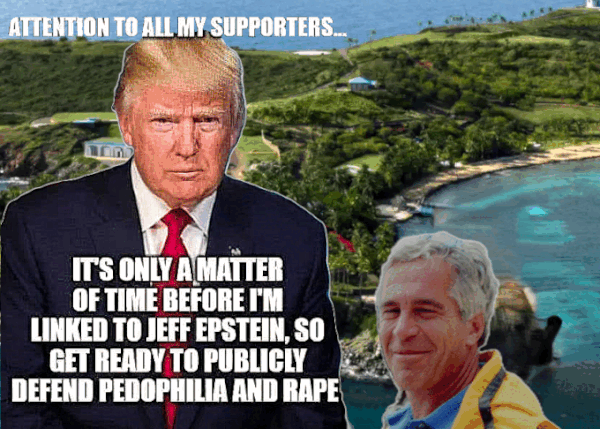 ATTENTION TO ALL MY SUPPORTERS...
IT'S ONLY A MATTER
OF TIME BEFORE I'M
LINKED TO JEFF EPSTEIN, SO
GET READY TO PUBLICLY
DEFEND PEDOPHILIA AND RAPE